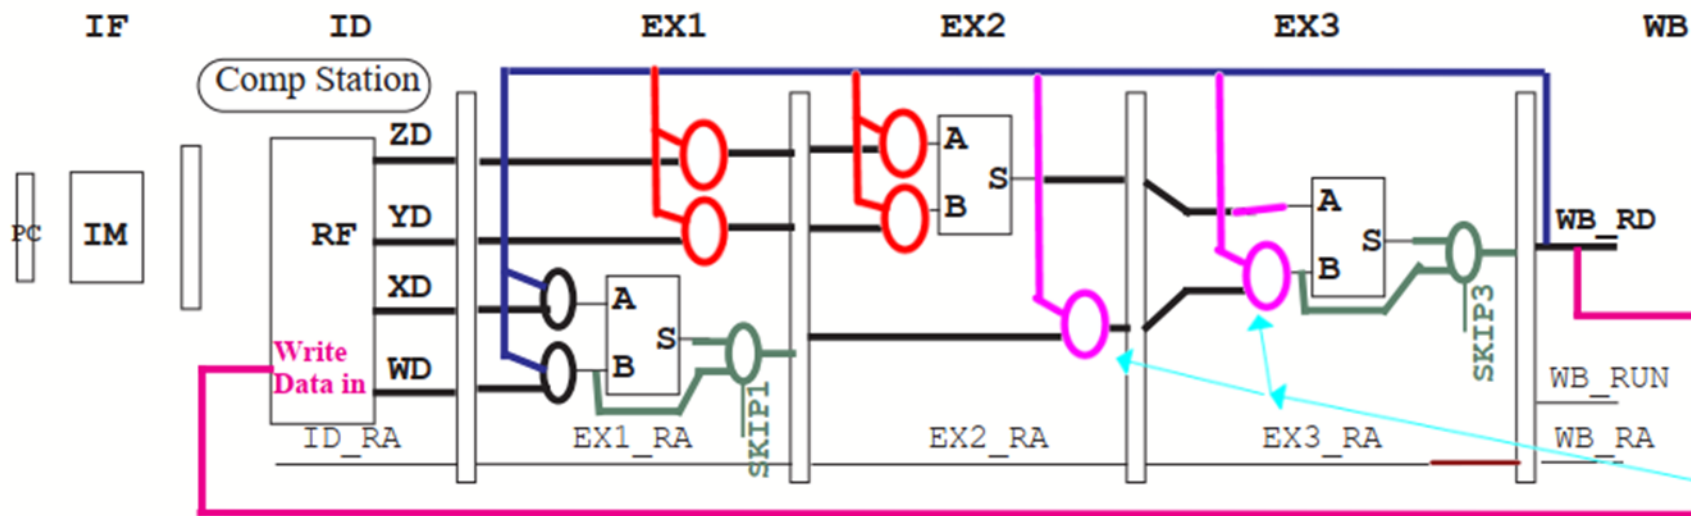 IF ID EX1 EX2 EX3 WB
Comp Station
ZD
YD
XD
WD
PC
IM
RF
Write
Data in
ID_RA
A
S
B
SKIP1
EX1_RA
A
S
B
EX2_RA
A
S
B
SKIP3
EX3_RA
WB_RD
WB_RUN
WB_RA